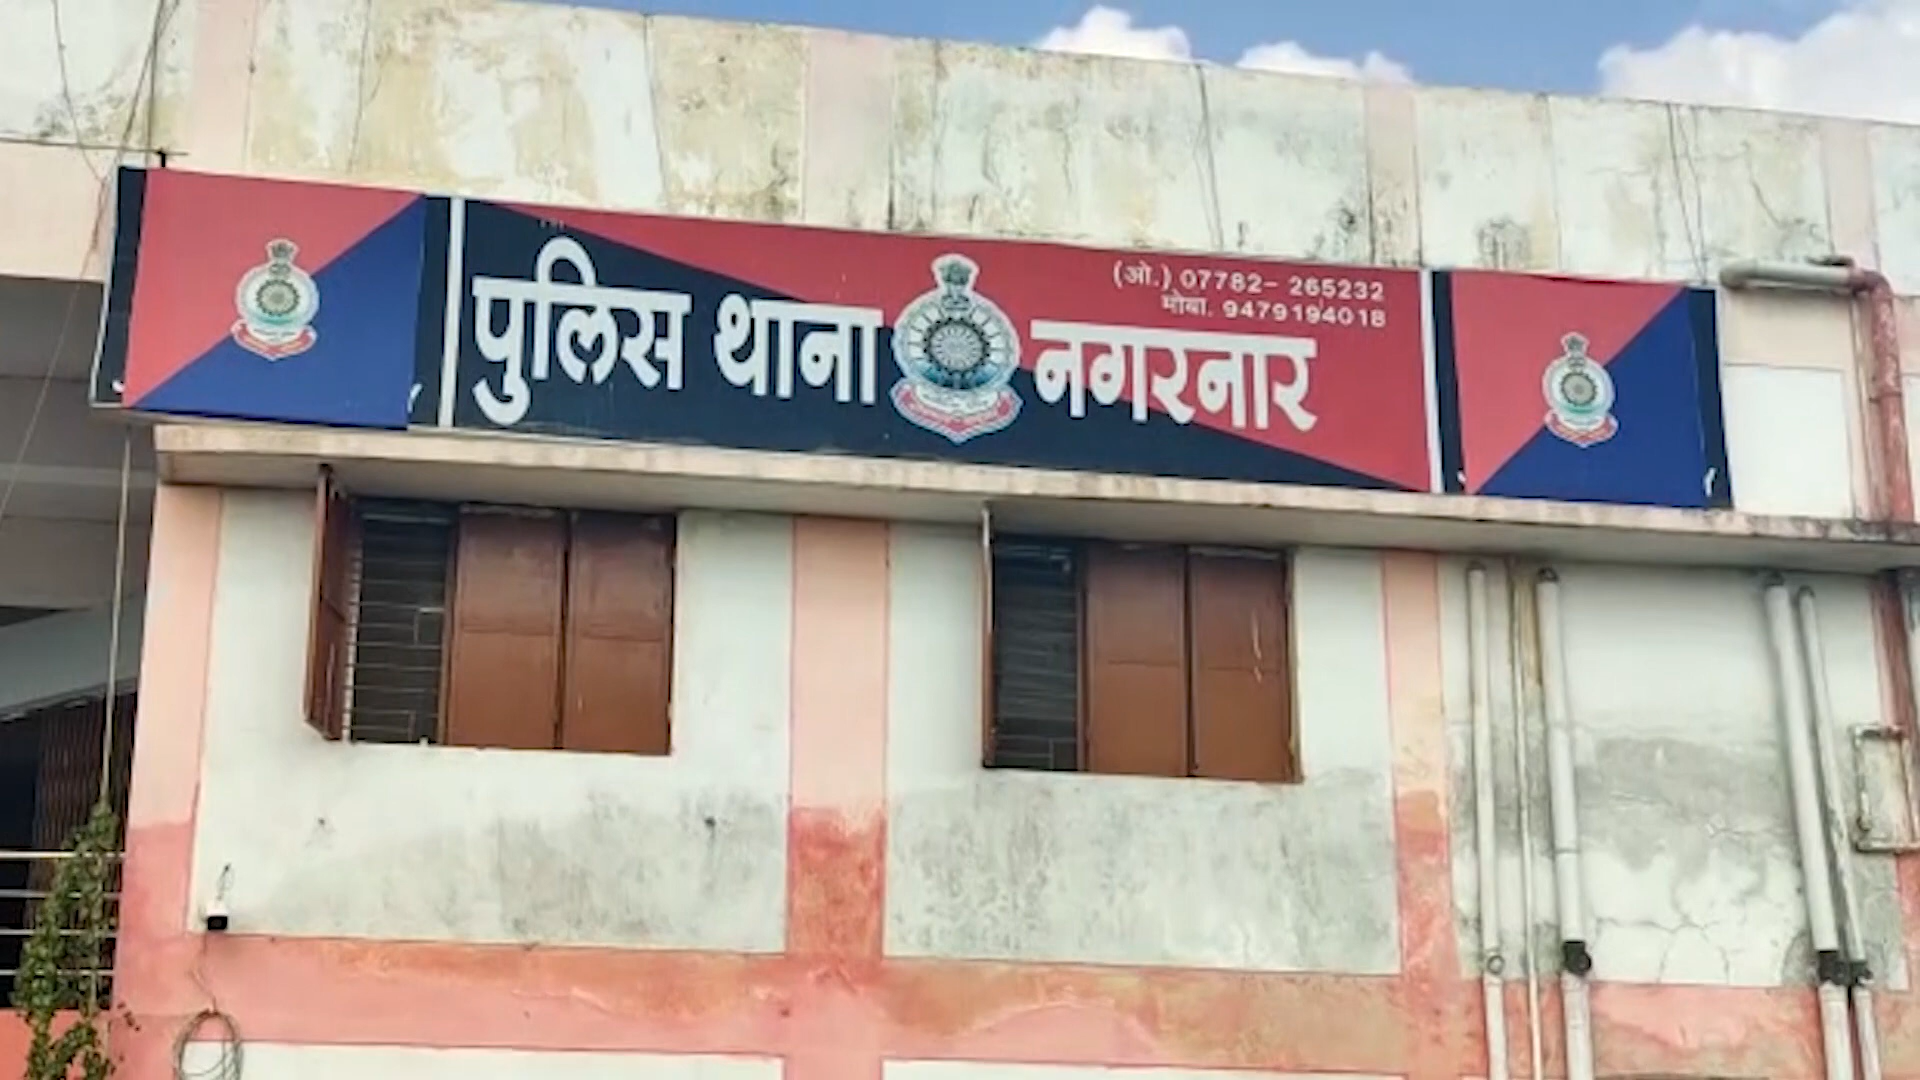 (ओ.) 07782- 265232
मोबा. 9479194018
पुलिस थाना नगरनार